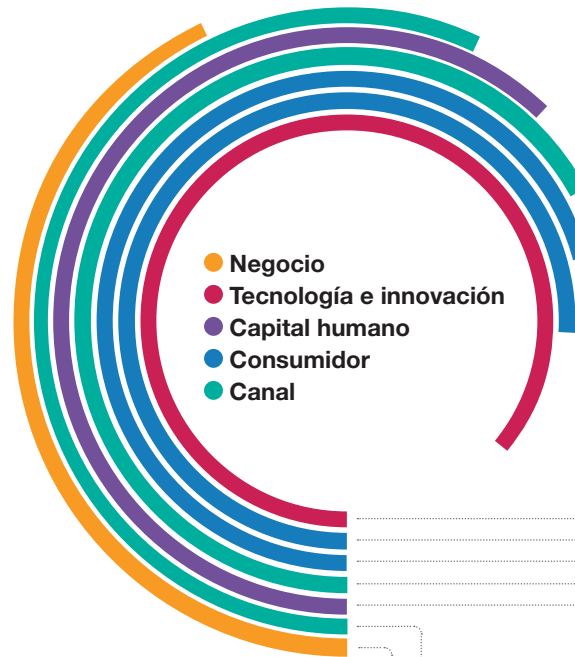 Negocio
Tecnología e innovación
Capital humano
Consumidor
Canal